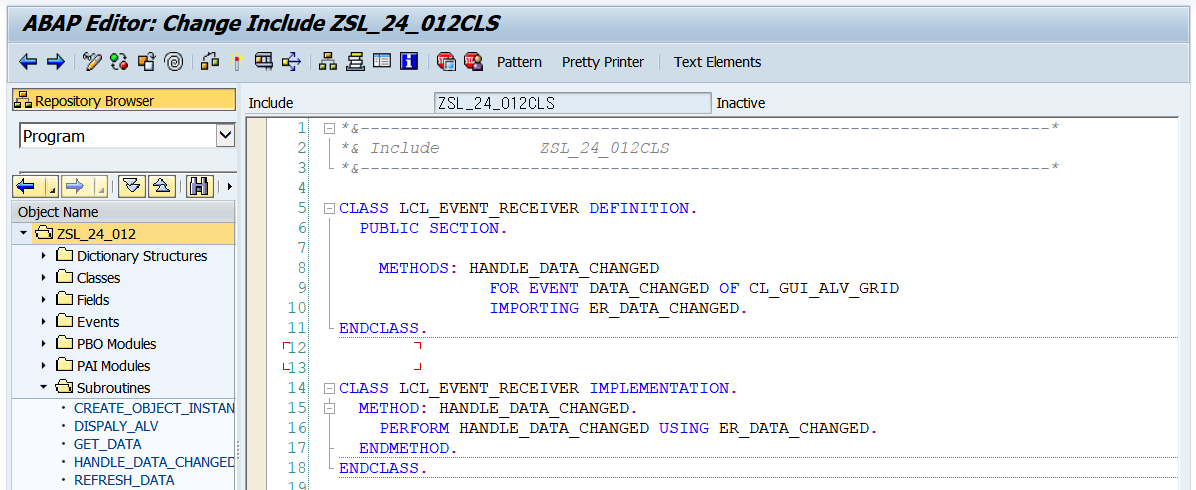 ABAP Editor: Change Include ZSL_24_012CLS
Pattern Pretty Printer Text Elements
Repository Browser
Program
Object Name
ZSL_24_012
Dictionary Structures
Classes
Fields
Events
PBO Modules
PAI Modules
Subroutines
CREATE_OBJECT_INSTAN
DISPALY_ALV
GET_DATA
HANDLE_DATA_CHANGED
REFRESH_DATA
Include ZSL_24_012CLS Inactive
1 *&---------------------------------------------------------------------*
2 *& Include ZSL_24_012CLS
3 *&---------------------------------------------------------------------*
4
5 CLASS LCL_EVENT_RECEIVER DEFINITION.
6 PUBLIC SECTION.
7
8 METHODS: HANDLE_DATA_CHANGED
9 FOR EVENT DATA_CHANGED OF CL_GUI_ALV_GRID
10 IMPORTING ER_DATA_CHANGED.
11 ENDCLASS.
12
13
14 CLASS LCL_EVENT_RECEIVER IMPLEMENTATION.
15 METHOD: HANDLE_DATA_CHANGED.
16 PERFORM HANDLE_DATA_CHANGED USING ER_DATA_CHANGED.
17 ENDMETHOD.
18 ENDCLASS.
19